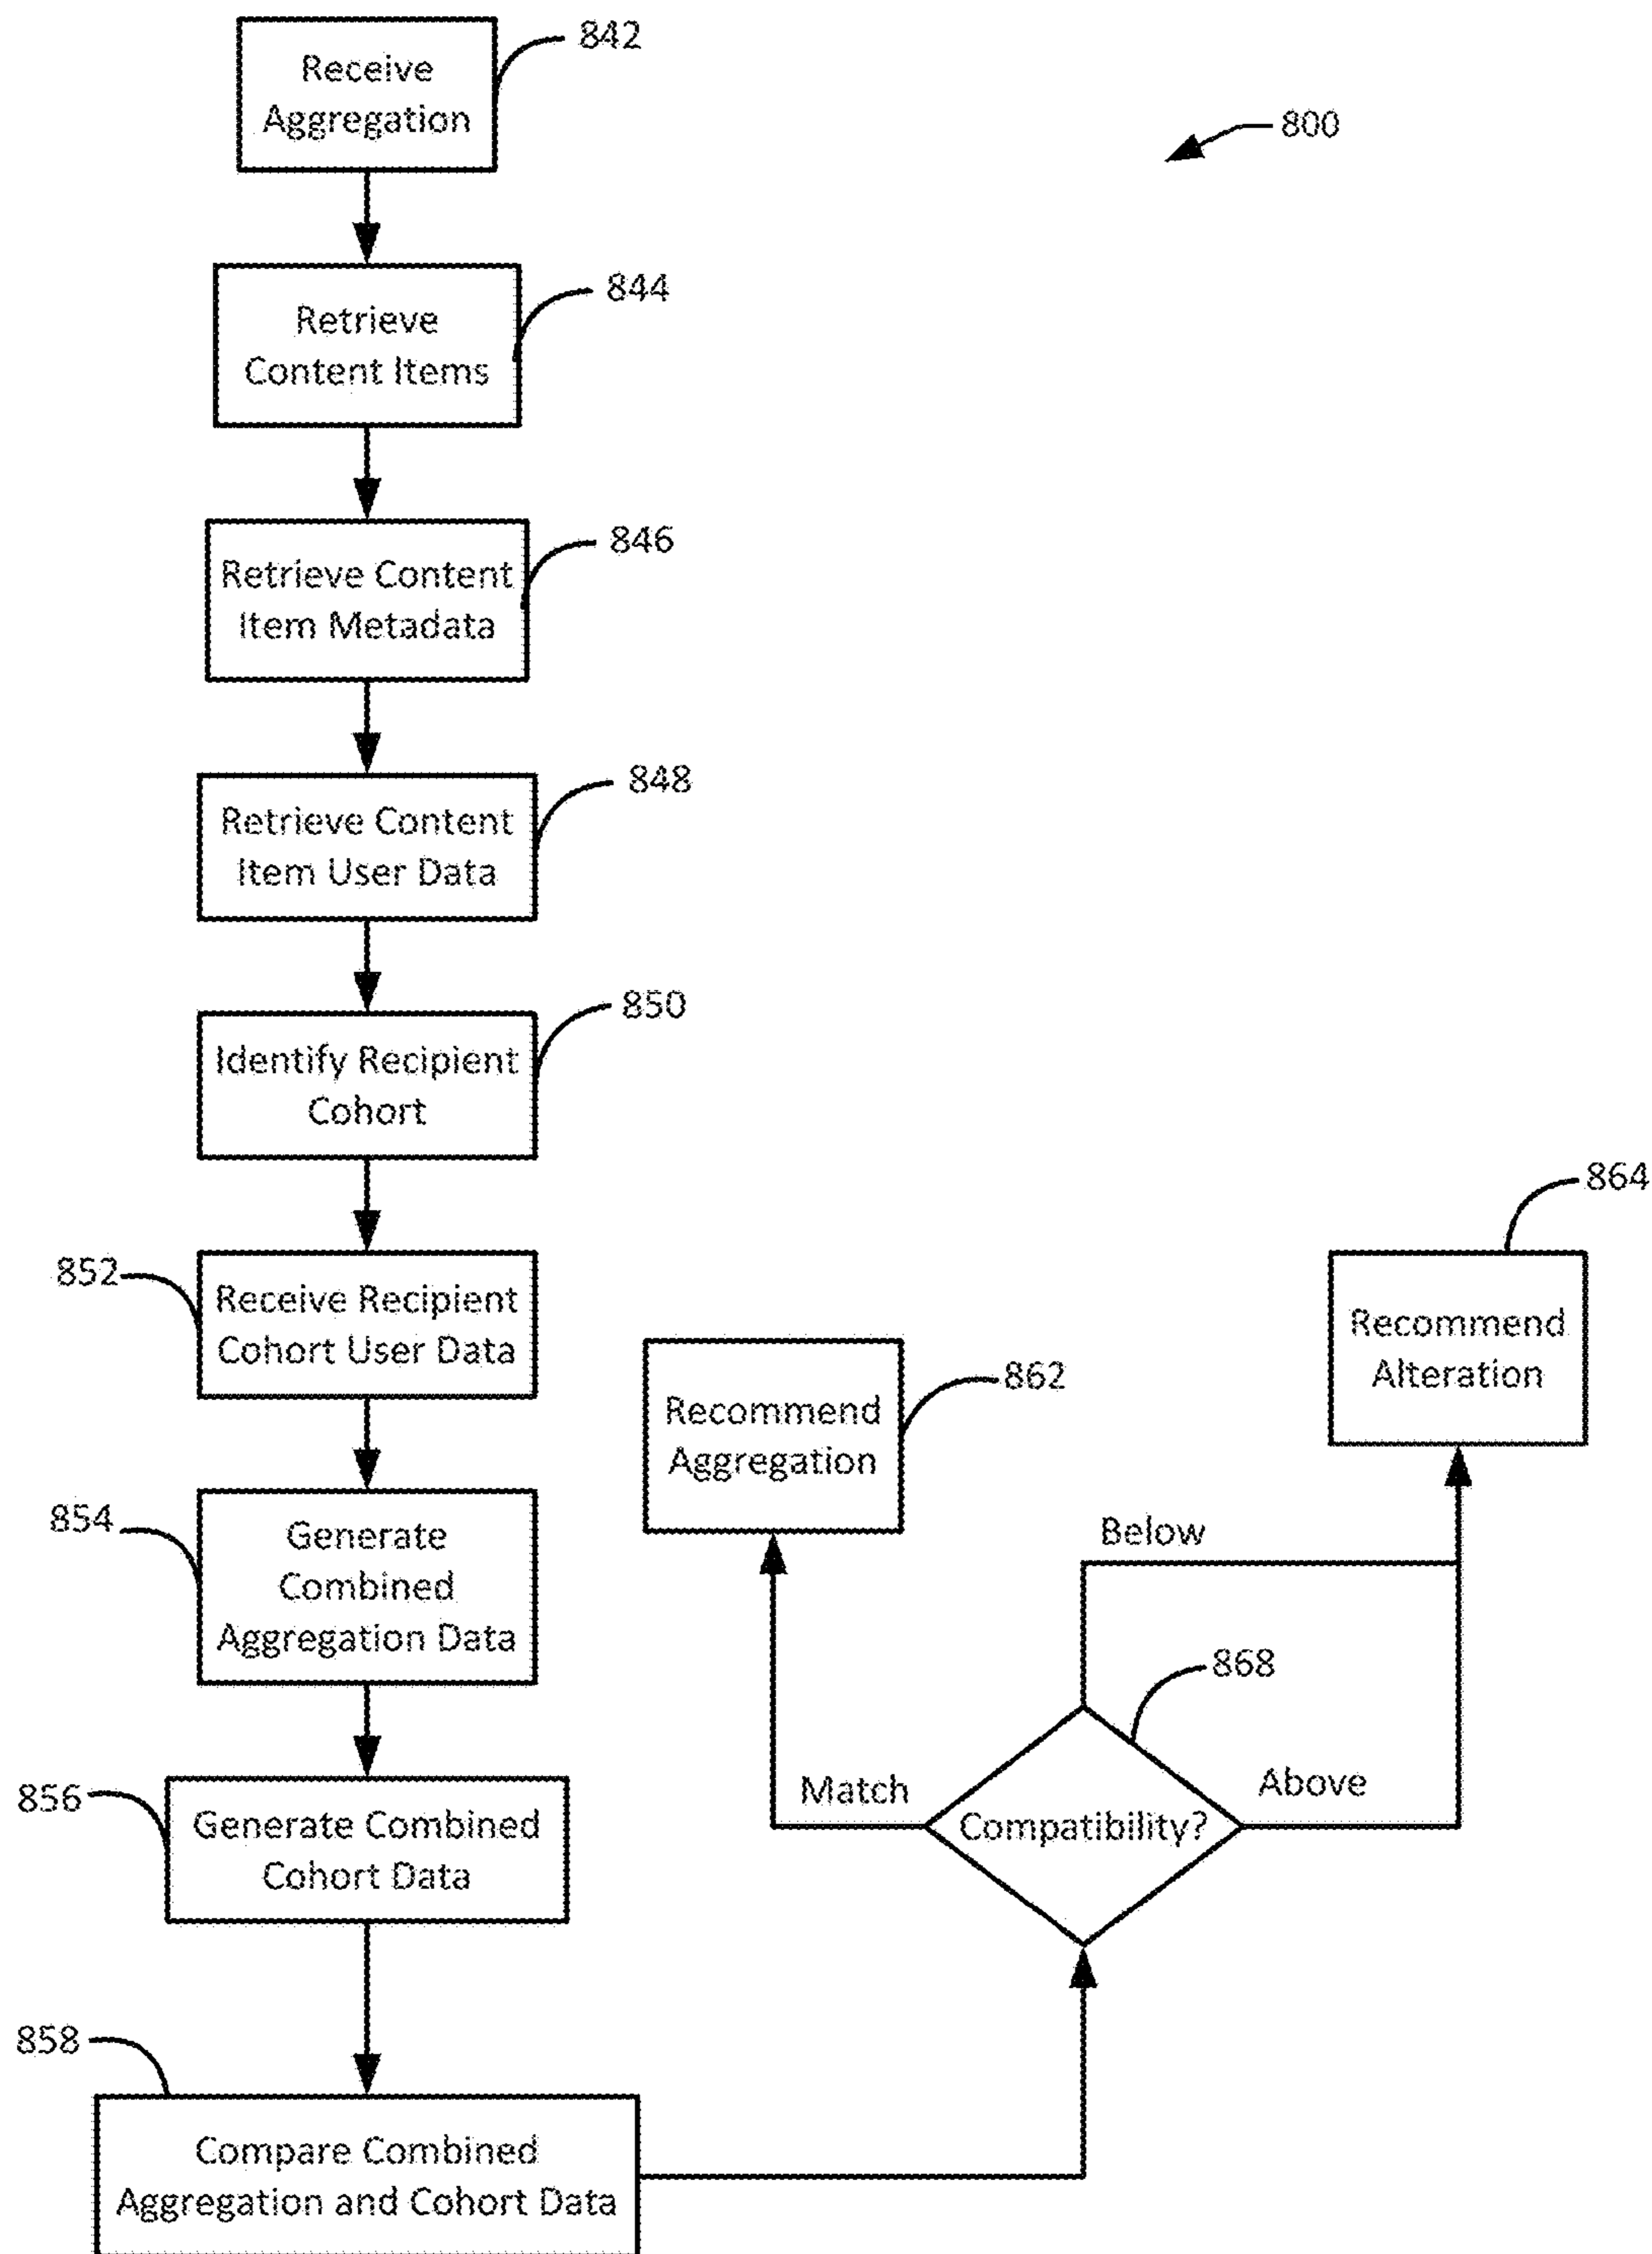 842
Receive
Aggregation
800
844
Retrieve
Content Items
846
Retrieve Content
Item Metadata
848
Retrieve Content
Item User Data
850
Identify Recipient
Cohort
852
Receive Recipient
Cohort User Data
854
Generate
Combined
Aggregation Data
856
Generate Combined
Cohort Data
858
Compare Combined
Aggregation and Cohort Data
868
Compatibility?
Match
862
Recommend
Aggregation
Below
Above
864
Recommend
Alteration